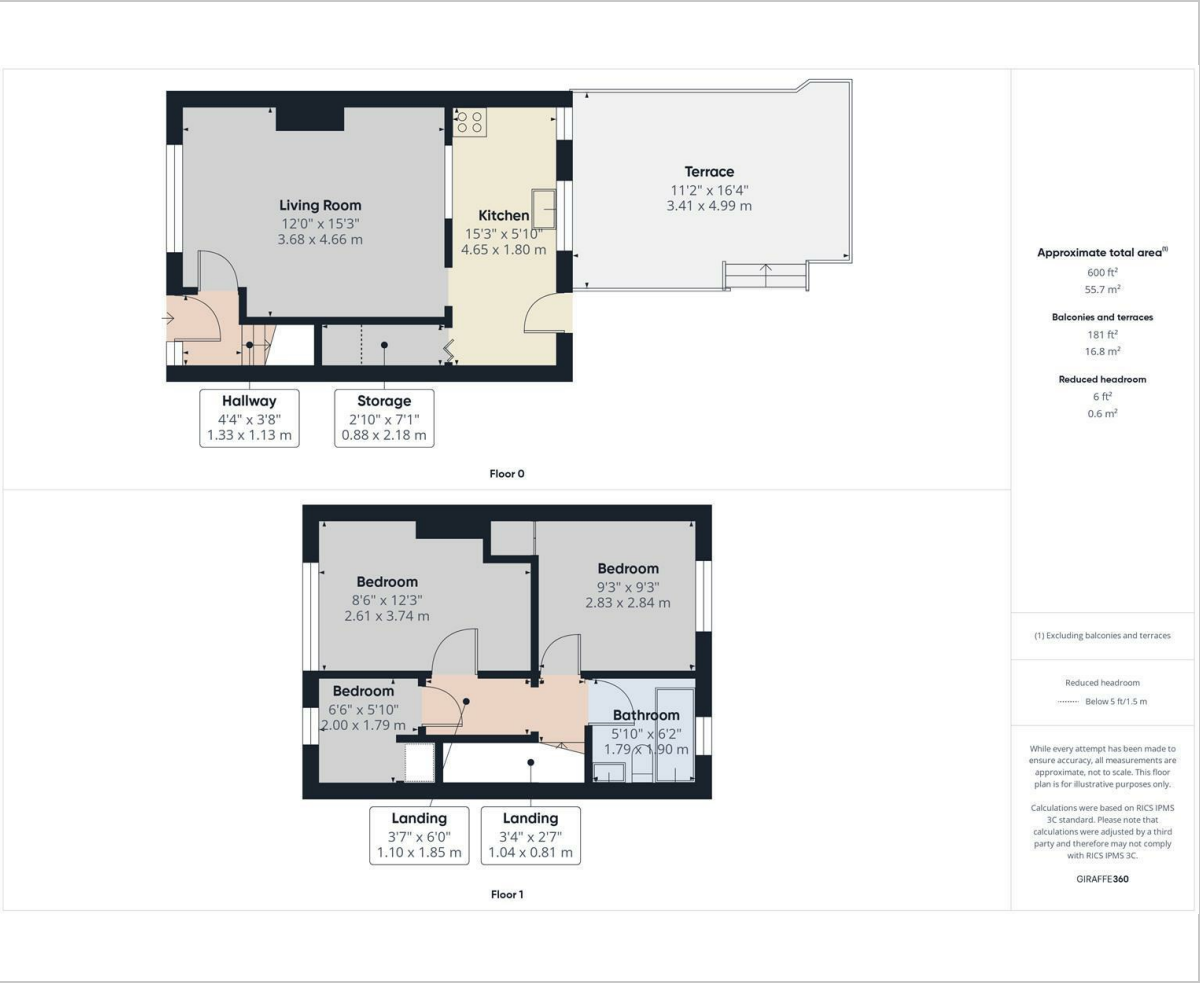 Living Room
12'0" x 15'3"
3.68 x 4.66 m
Kitchen
15'3" x 5'10"
4.65 x 1.80 m
Terrace
11'2" x 16'4"
3.41 x 4.99 m
Hallway
4'4" x 3'8"
1.33 x 1.13 m
Storage
2'10" x 7'1"
0.88 x 2.18 m
Floor 0
Bedroom
8'6" x 12'3"
2.61 x 3.74 m
Bedroom
9'3" x 9'3"
2.83 x 2.84 m
Bedroom
6'6" x 5'10"
2.00 x 1.79 m
Bathroom
5'10" x 6'2"
1.79 x 1.90 m
Landing
3'7" x 6'0"
1.10 x 1.85 m
Landing
3'4" x 2'7"
1.04 x 0.81 m
Floor 1
Approximate total area⁽¹⁾
600 ft²
55.7 m²
Balconies and terraces
181 ft²
16.8 m²
Reduced headroom
6 ft²
0.6 m²
(1) Excluding balconies and terraces
Reduced headroom
Below 5 ft/1.5 m
While every attempt has been made to
ensure accuracy, all measurements are
approximate, not to scale. This floor
plan is for illustrative purposes only.
Calculations were based on RICS IPMS
3C standard. Please note that
calculations were adjusted by a third
party and therefore may not comply
with RICS IPMS 3C.
GIRAFFE360